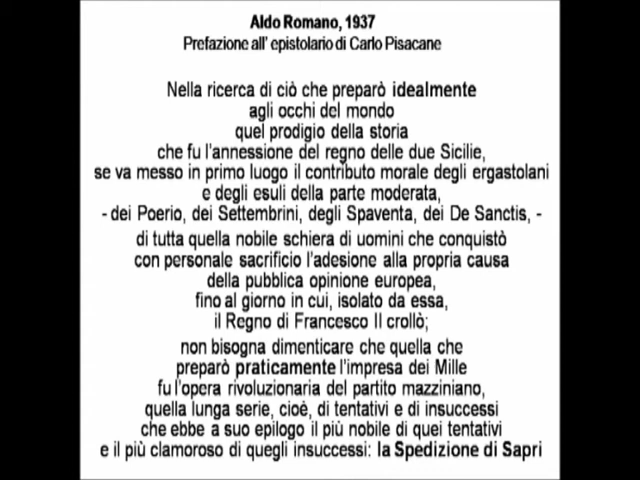 Aldo Romano, 1937
Prefazione all' epistolario di Carlo Pisacane
Nella ricerca di ciò che preparò idealmente
agli occhi del mondo
quel prodigio della storia
che fu l'annessione del regno delle due Sicilie,
se va messo in primo luogo il contributo morale degli ergastolani
e degli esuli della parte moderata,
- dei Poerio, dei Settembrini, degli Spaventa, dei De Sanctis, -
di tutta quella nobile schiera di uomini che conquistò
con personale sacrificio l'adesione alla propria causa
della pubblica opinione europea,
fino al giorno in cui, isolato da essa,
il Regno di Francesco II crollò;
non bisogna dimenticare che quella che
preparò praticamente l'impresa dei Mille
fu l'opera rivoluzionaria del partito mazziniano,
quella lunga serie, cioè, di tentativi e di insuccessi
che ebbe a suo epilogo il più nobile di quei tentativi
e il più clamoroso di quegli insuccessi: la Spedizione di Sapri